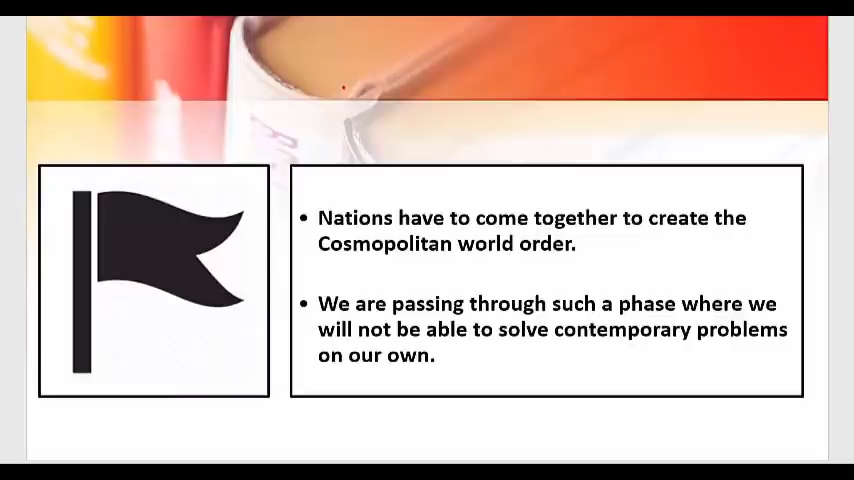 • Nations have to come together to create the
Cosmopolitan world order.
• We are passing through such a phase where we
will not be able to solve contemporary problems
on our own.